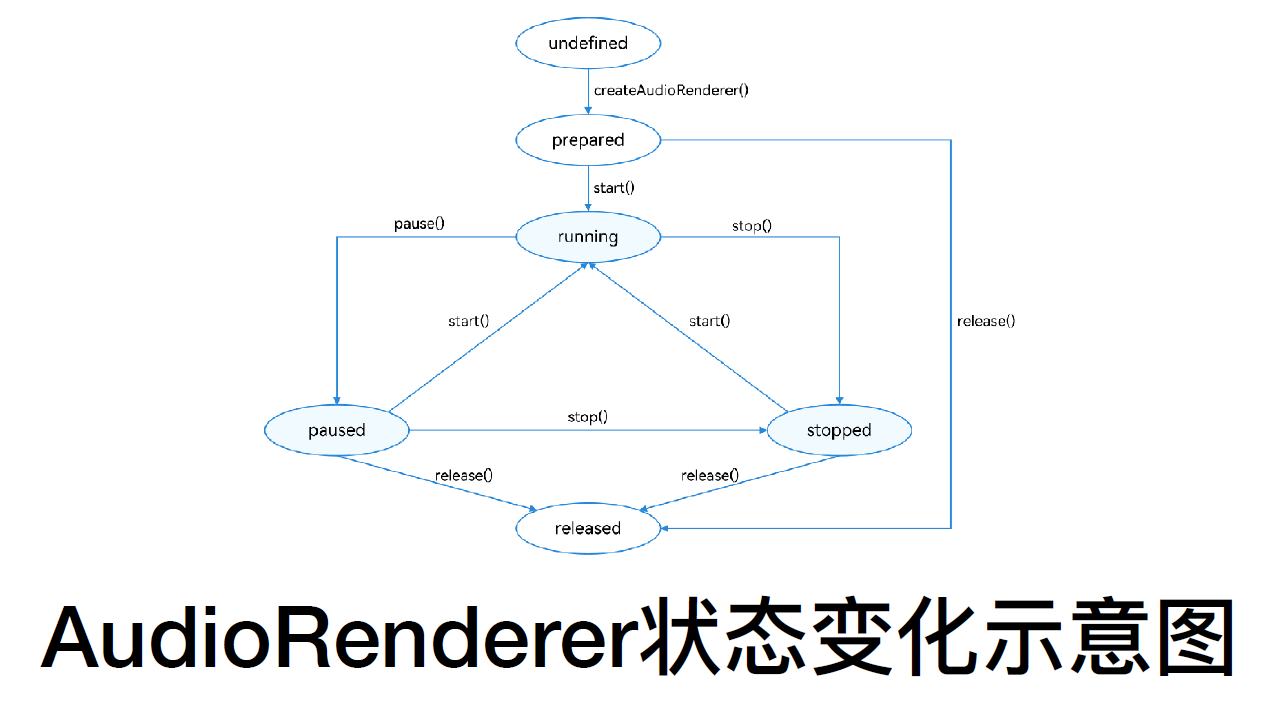 undefined
createAudioRenderer()
prepared
start()
pause()
running
stop()
start()
start()
release()
paused
stop()
stopped
release()
release()
released
AudioRenderer状态变化示意图